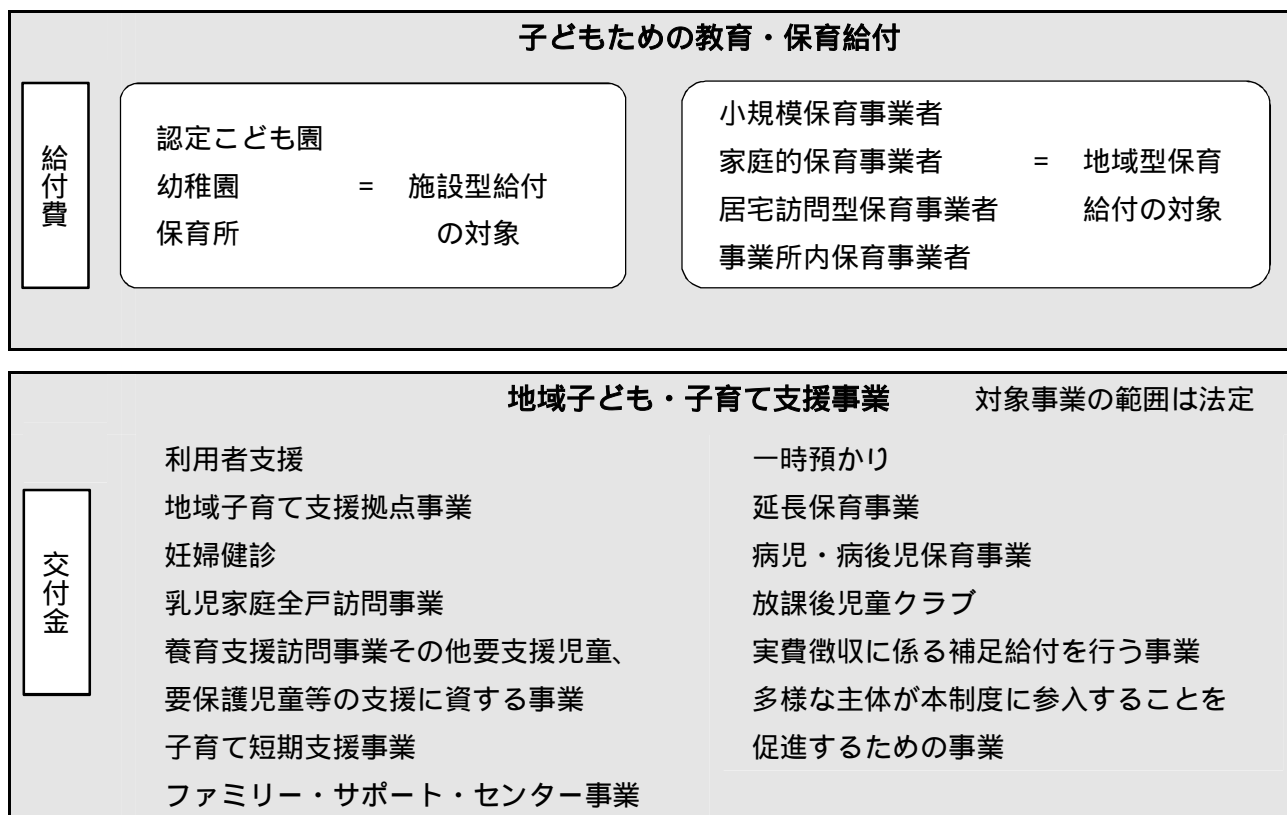 子どもための教育・保育給付
給付費
認定こども園
幼稚園 = 施設型給付
保育所 の対象
小規模保育事業者
家庭的保育事業者 = 地域型保育
居宅訪問型保育事業者 給付の対象
事業所内保育事業者
地域子ども・子育て支援事業 対象事業の範囲は法定
交付金
利用者支援
地域子育て支援拠点事業
妊婦健診
乳児家庭全戸訪問事業
養育支援訪問事業その他要支援児童、
要保護児童等の支援に資する事業
子育て短期支援事業
ファミリー・サポート・センター事業
一時預かり
延長保育事業
病児・病後児保育事業
放課後児童クラブ
実費徴収に係る補足給付を行う事業
多様な主体が本制度に参入することを
促進するための事業